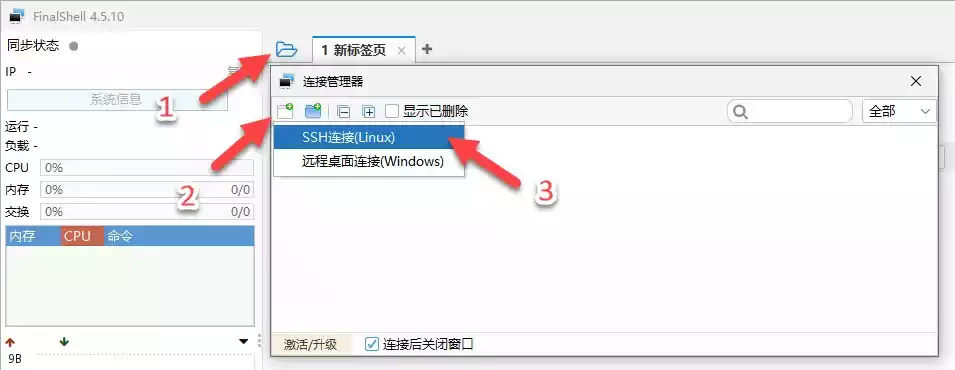 FinalShell 4.5.10
同步状态
1 新标签页
IP -
1
系统信息
连接管理器
显示已删除
全部
2
SSH连接(Linux)
远程桌面连接(Windows)
3
运行 -
负载 -
CPU 0%
内存 0% 0/0
交换 0% 0/0
内存 CPU 命令
9B
激活/升级
连接后关闭窗口